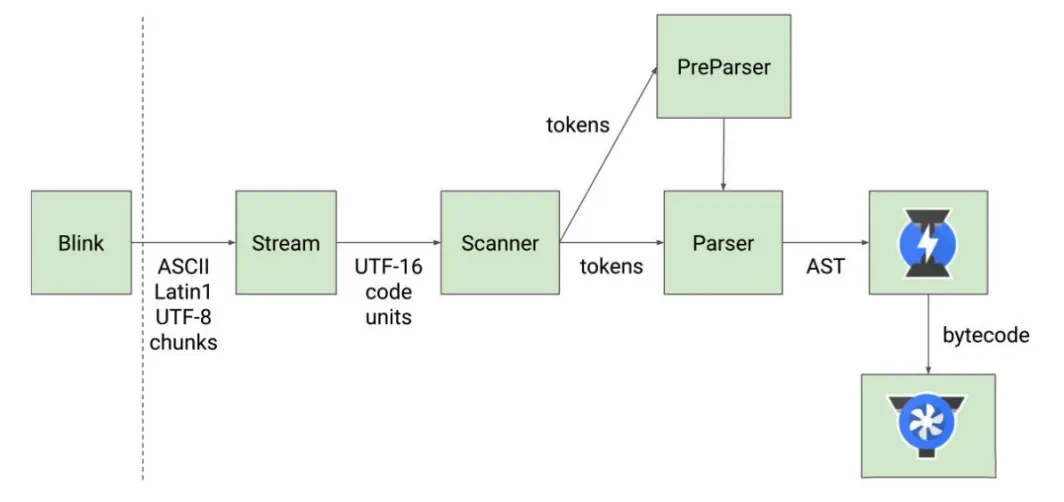 PreParser
tokens
Blink
Stream
Scanner
Parser
ASCII
Latin1
UTF-8
chunks
UTF-16
code
units
tokens
AST
bytecode